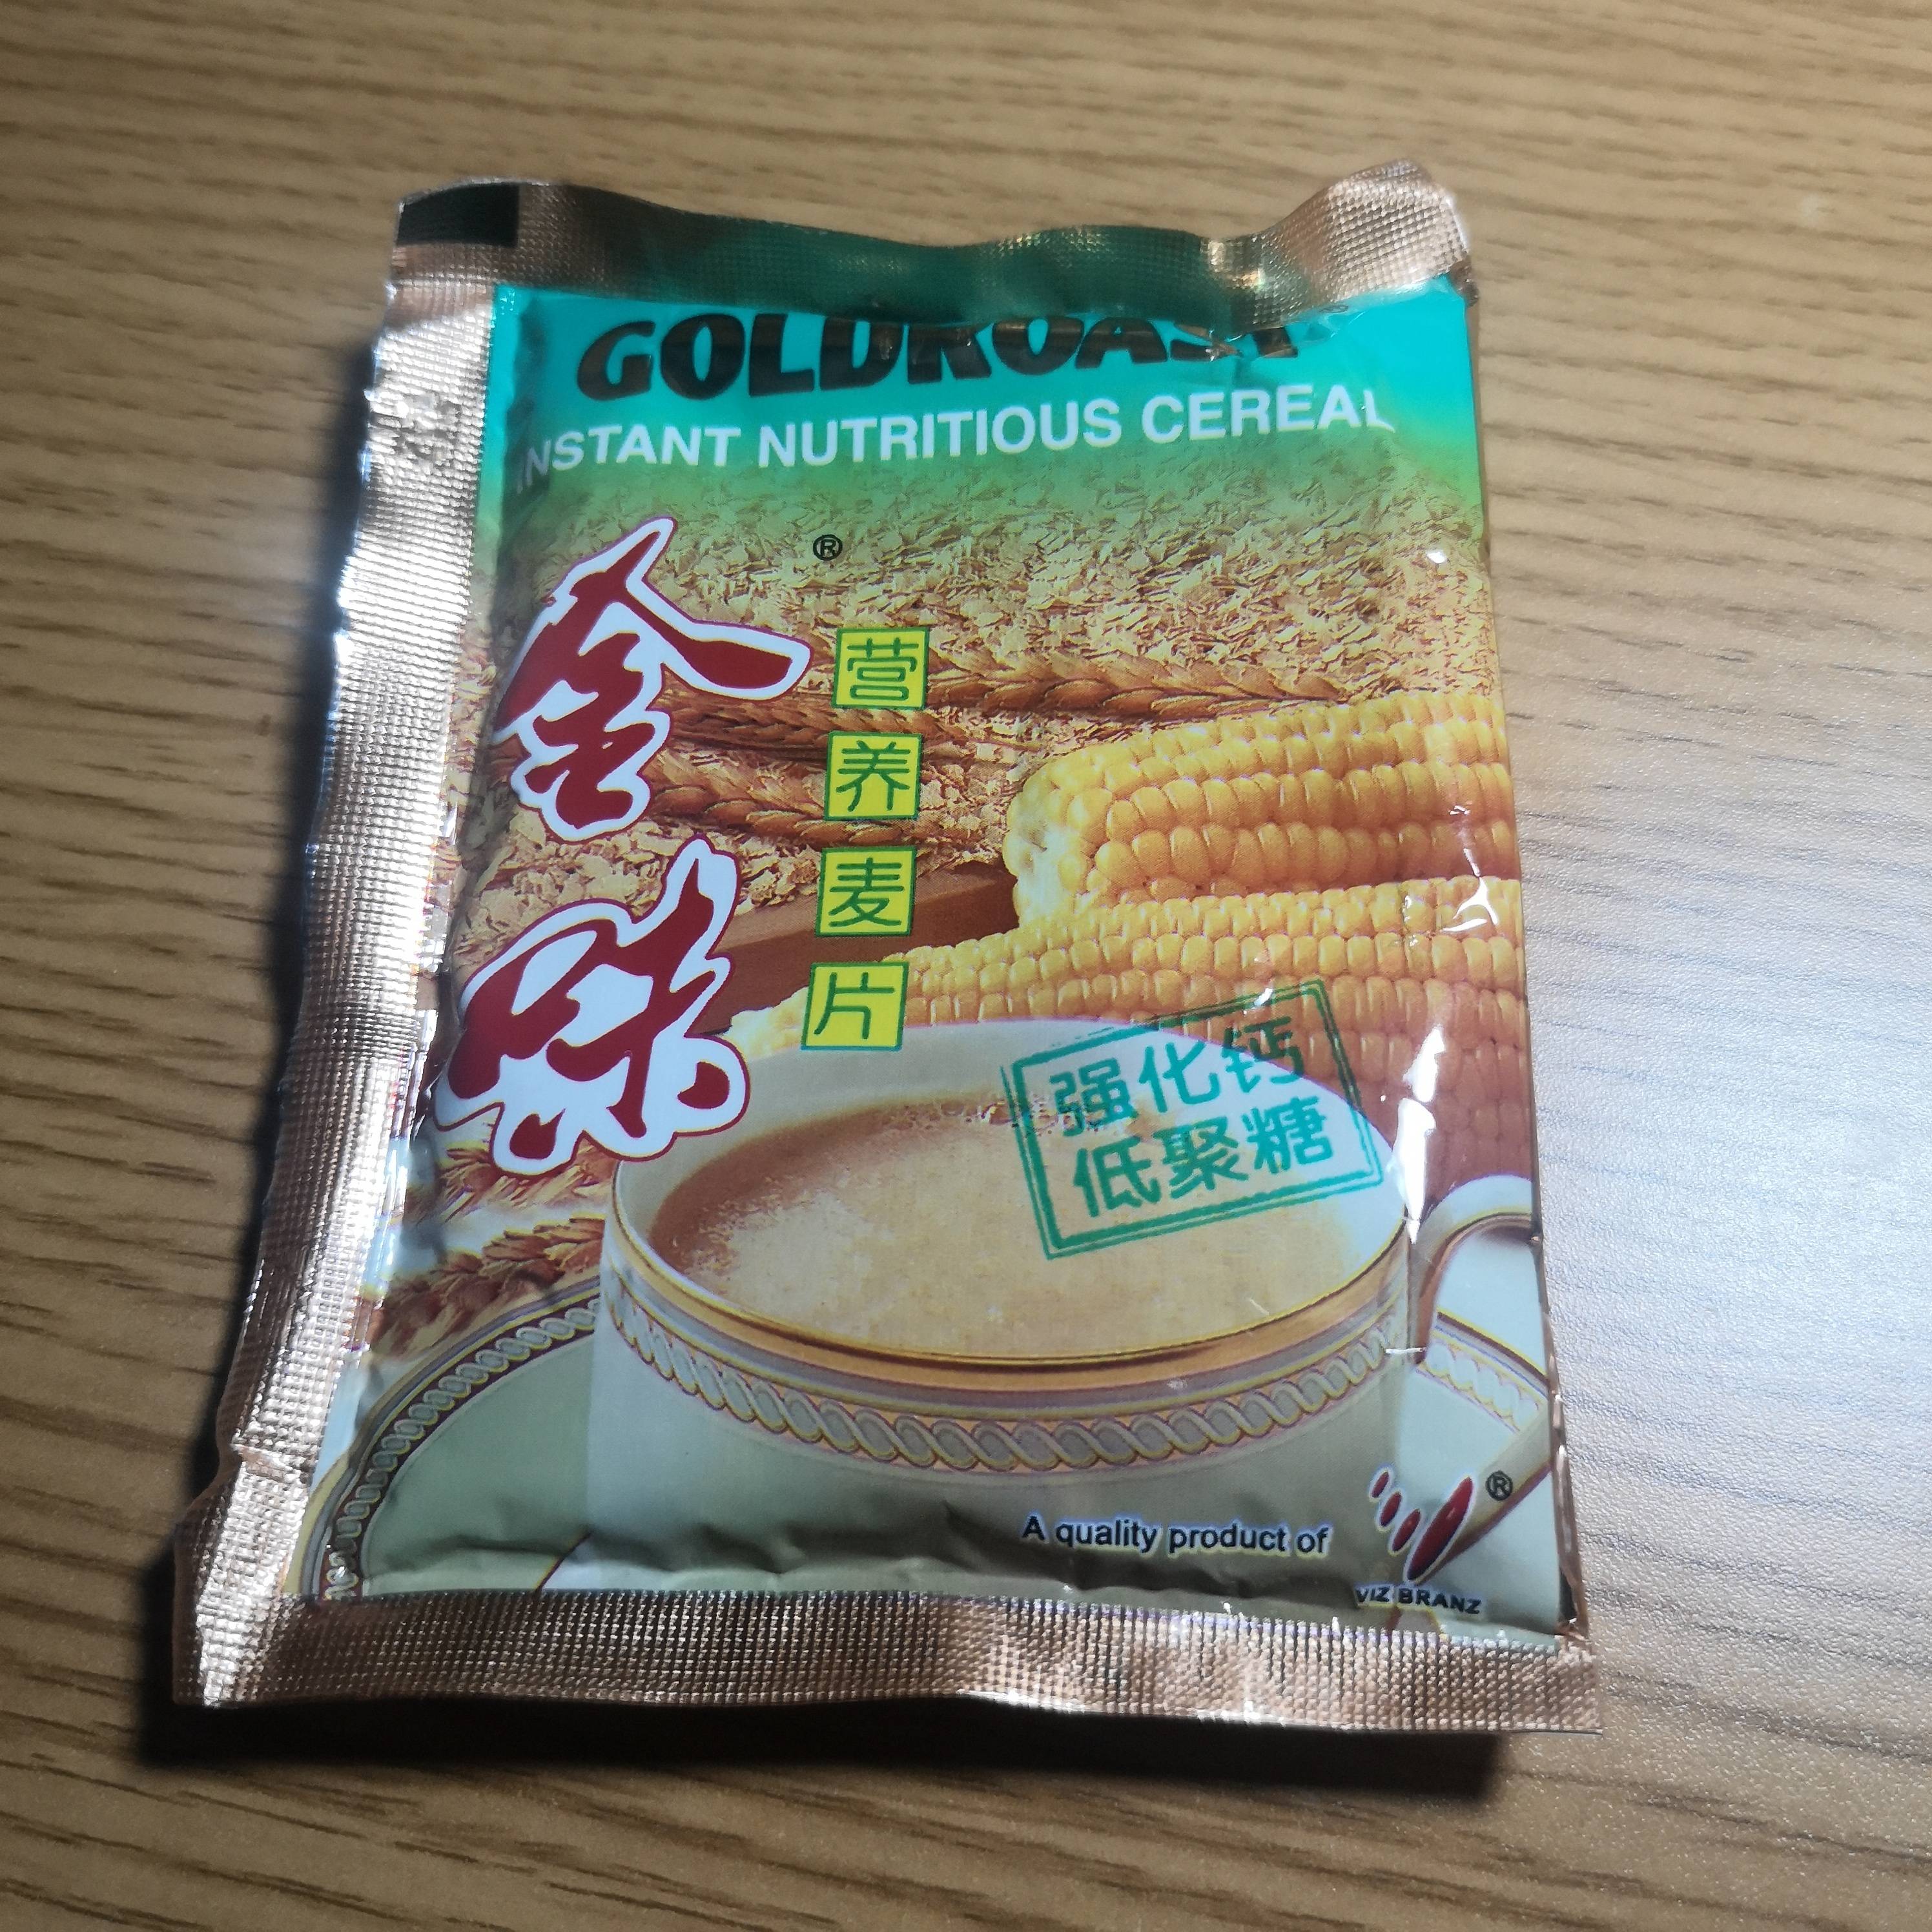 GOLDROAST
INSTANT NUTRITIOUS CEREAL
金味
®
营养麦片
强化钙
低聚糖
A quality product of
®
VIZ BRANZ